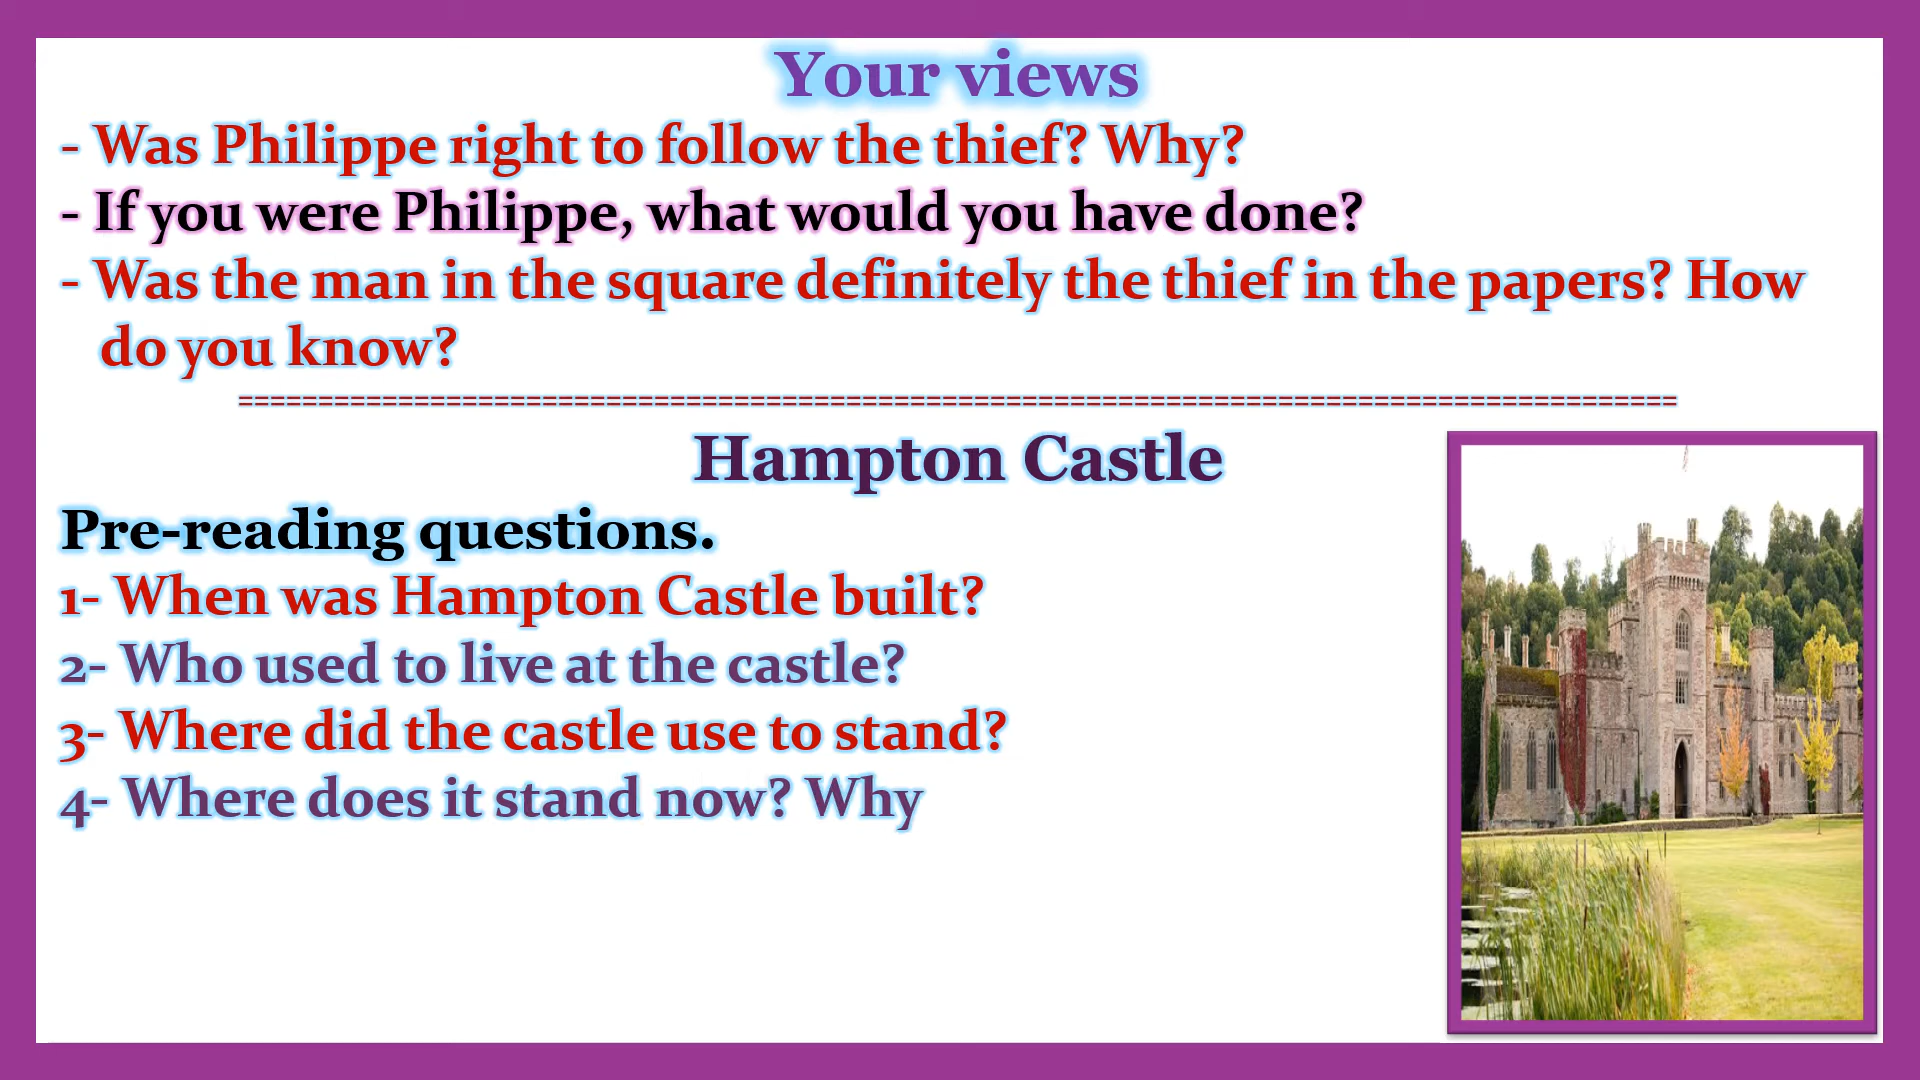 Your views
- Was Philippe right to follow the thief? Why?
- If you were Philippe, what would you have done?
- Was the man in the square definitely the thief in the papers? How
do you know?
==========================================================================================
Hampton Castle
Pre-reading questions.
1- When was Hampton Castle built?
2- Who used to live at the castle?
3- Where did the castle use to stand?
4- Where does it stand now? Why